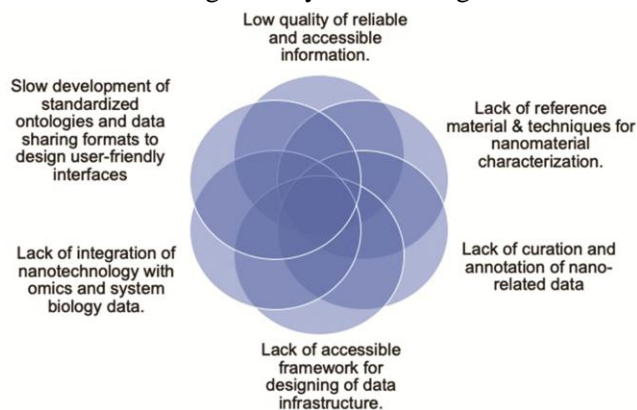 Low quality of reliable
and accessible
information.
Slow development of
standardized
ontologies and data
sharing formats to
design user-friendly
interfaces
Lack of reference
material & techniques for
nanomaterial
characterization.
Lack of integration of
nanotechnology with
omics and system
biology data.
Lack of curation and
annotation of nano-
related data
Lack of accessible
framework for
designing of data
infrastructure.